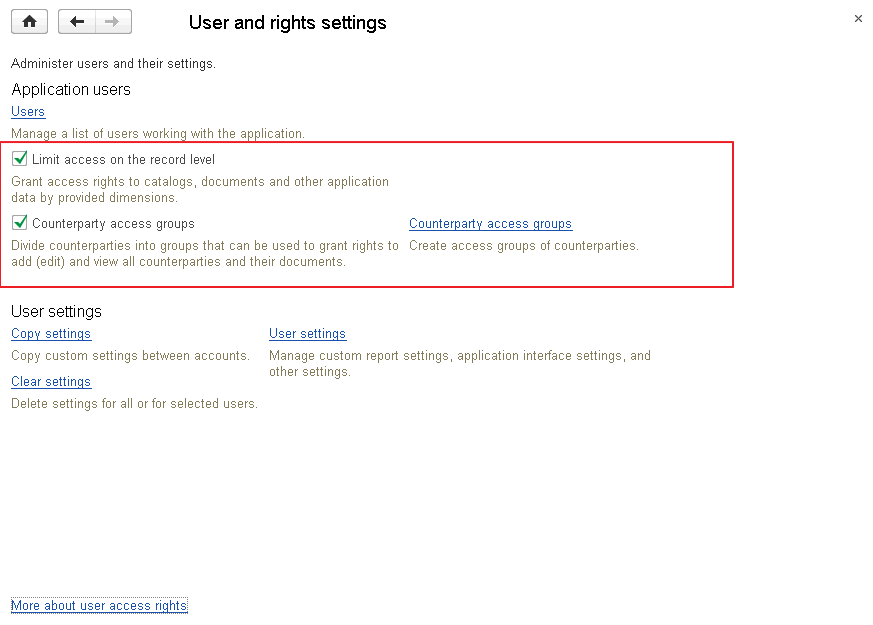 User and rights settings
Administer users and their settings.
Application users
Users
Manage a list of users working with the application.
Limit access on the record level
Grant access rights to catalogs, documents and other application
data by provided dimensions.
Counterparty access groups
Counterparty access groups
Divide counterparties into groups that can be used to grant rights to
add (edit) and view all counterparties and their documents.
Create access groups of counterparties.
User settings
Copy settings
User settings
Copy custom settings between accounts.
Manage custom report settings, application interface settings, and
other settings.
Clear settings
Delete settings for all or for selected users.
More about user access rights